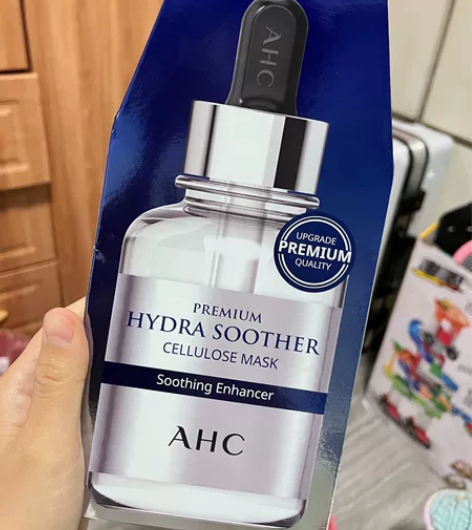 AHC
UPGRADE
PREMIUM
QUALITY
PREMIUM
HYDRA SOOTHER
CELLULOSE MASK
Soothing Enhancer
AHC